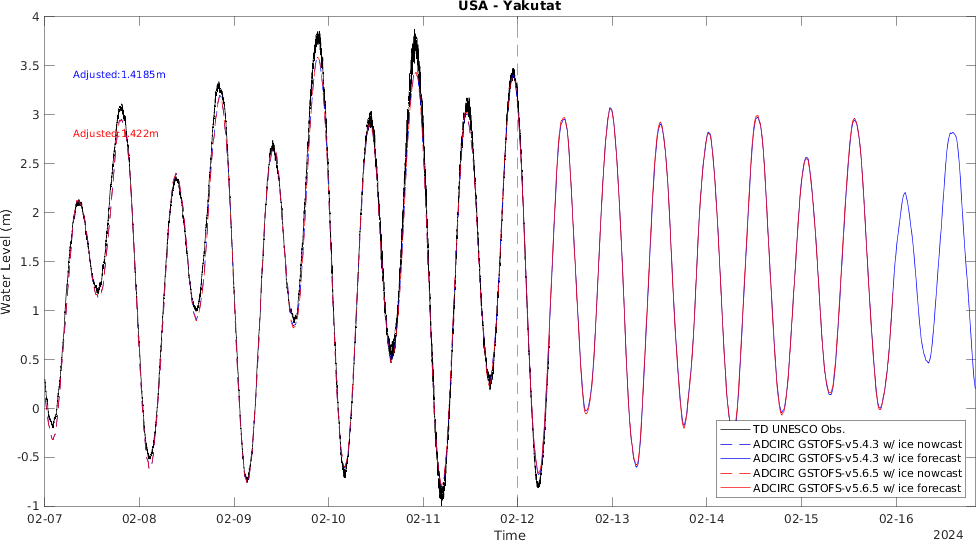 USA - Yakutat
4
3.5
3
2.5
2
1.5
1
0.5
0
-0.5
-1
Water Level (m)
Adjusted:1.4185m
Adjusted:1.422m
TD UNESCO Obs.
ADCIRC GSTOFS-v5.4.3 w/ ice nowcast
ADCIRC GSTOFS-v5.4.3 w/ ice forecast
ADCIRC GSTOFS-v5.6.5 w/ ice nowcast
ADCIRC GSTOFS-v5.6.5 w/ ice forecast
02-07 02-08 02-09 02-10 02-11 02-12 02-13 02-14 02-15 02-16
Time
2024